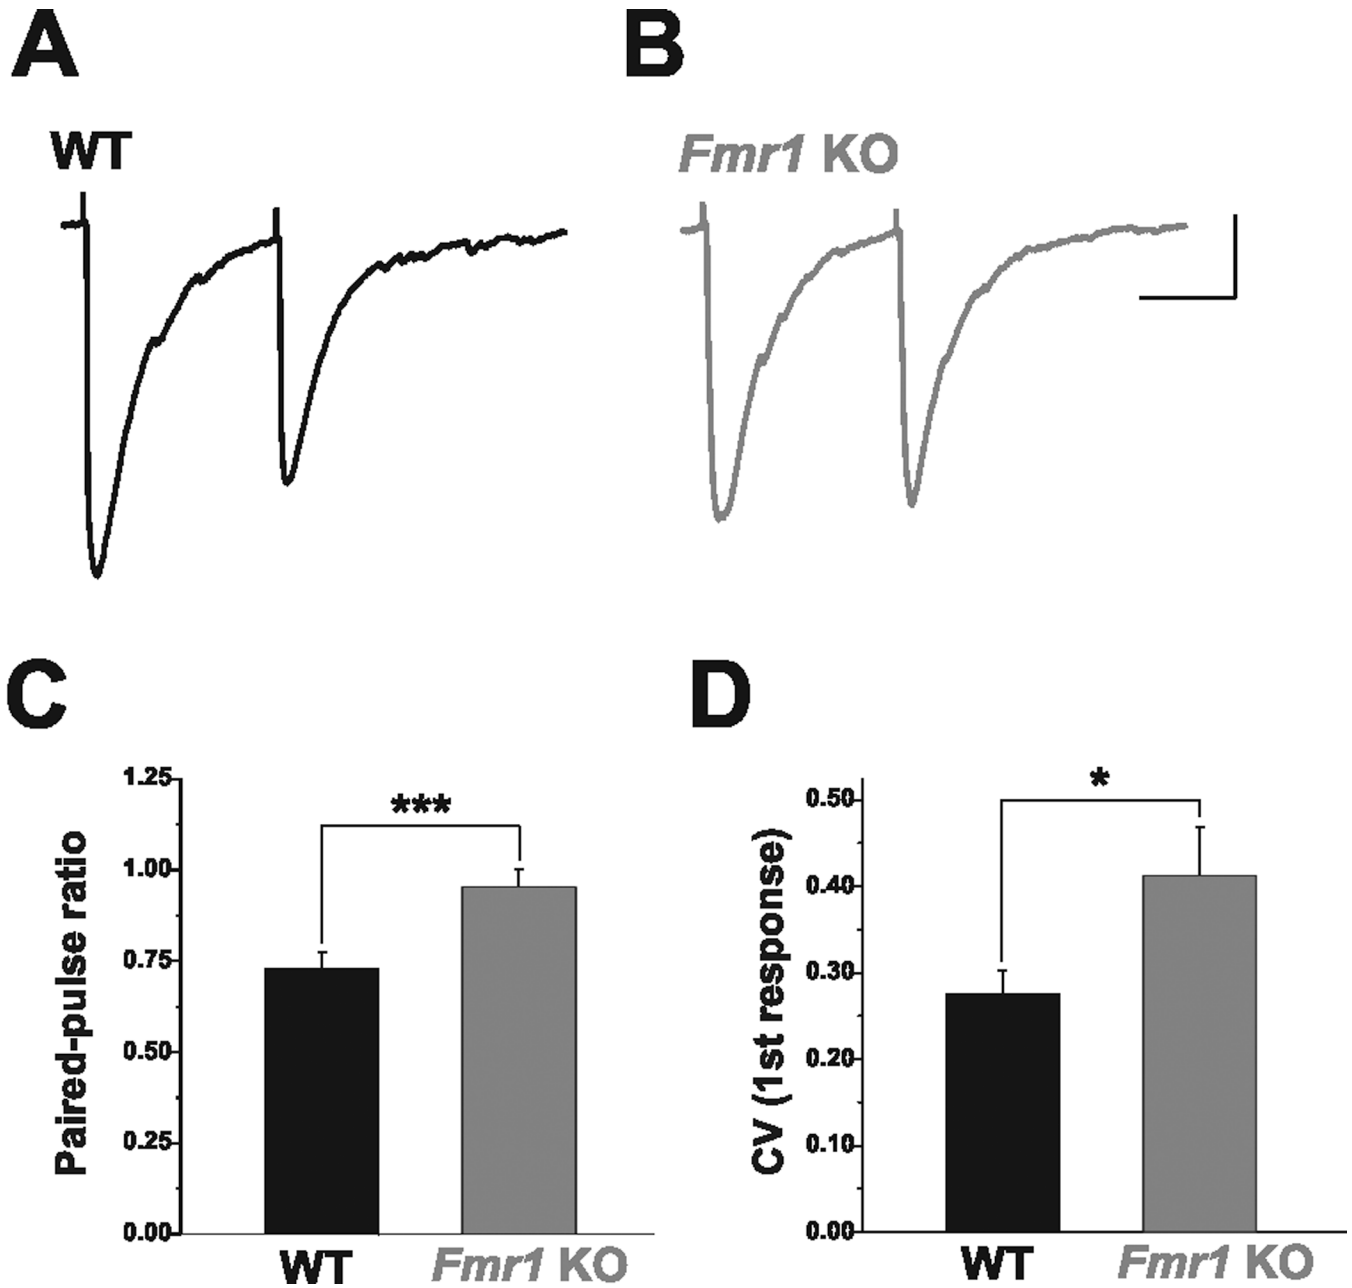 A
B
WT
Fmr1 KO
C
D
Paired-pulse ratio
1.25
1.00
0.75
0.50
0.25
0.00
***
WT
Fmr1 KO
CV (1st response)
0.50
0.40
0.30
0.20
0.10
0.00
*
WT
Fmr1 KO